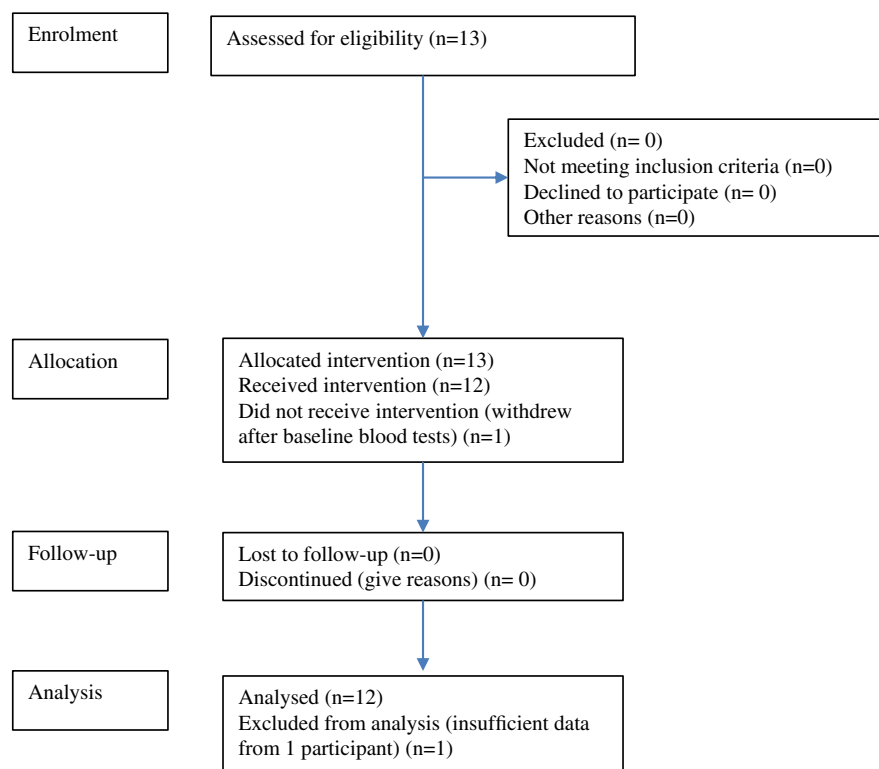 Enrolment
Assessed for eligibility (n=13)
Excluded (n= 0)
Not meeting inclusion criteria (n=0)
Declined to participate (n= 0)
Other reasons (n=0)
Allocation
Allocated intervention (n=13)
Received intervention (n=12)
Did not receive intervention (withdrew
after baseline blood tests) (n=1)
Follow-up
Lost to follow-up (n=0)
Discontinued (give reasons) (n= 0)
Analysis
Analysed (n=12)
Excluded from analysis (insufficient data
from 1 participant) (n=1)